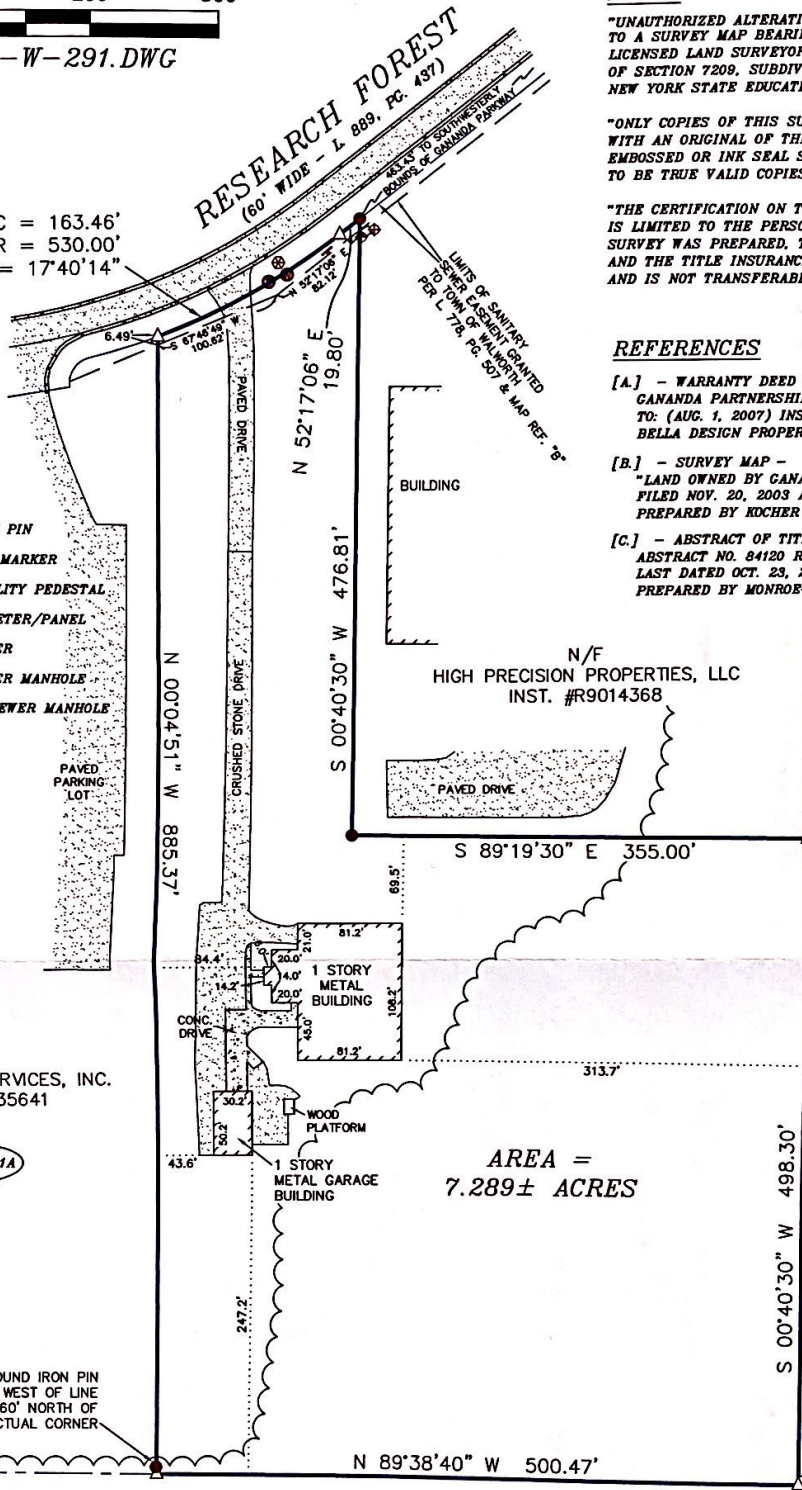 -W-291.DWG
RESEARCH FOREST
(60' WIDE - L. 889, PG. 437)
463.43' TO SOUTHWESTERLY
BOUNDS OF GANANDA PARKWAY
C = 163.46'
R = 530.00'
= 17°40'14"
6.49'
S 67°46'49" W
100.62'
N 52°17'06" E
82.12'
N 52°17'06" E
19.80'
LIMITS OF SANITARY
SEWER EASEMENT GRANTED
TO TOWN OF WALWORTH
PER L. 778, PG. 507 & MAP REF. "B"
"UNAUTHORIZED ALTERATI
TO A SURVEY MAP BEARI
LICENSED LAND SURVEYOR
OF SECTION 7209, SUBDIV
NEW YORK STATE EDUCATI
"ONLY COPIES OF THIS SU
WITH AN ORIGINAL OF TH
EMBOSSED OR INK SEAL S
TO BE TRUE VALID COPIES
"THE CERTIFICATION ON T
IS LIMITED TO THE PERSO
SURVEY WAS PREPARED, T
AND THE TITLE INSURANC
AND IS NOT TRANSFERABL
REFERENCES
[A.] - WARRANTY DEED
GANANDA PARTNERSHI
TO: (AUG. 1, 2007) INS
BELLA DESIGN PROPER
[B.] - SURVEY MAP -
"LAND OWNED BY GANA
FILED NOV. 20, 2003 A
PREPARED BY KOCHER
[C.] - ABSTRACT OF TIT
ABSTRACT NO. 84120 R
LAST DATED OCT. 23, 2
PREPARED BY MONROE-
PIN
MARKER
LITY PEDESTAL
ETER/PANEL
ER
ER MANHOLE
EWER MANHOLE
PAVED DRIVE
CRUSHED STONE DRIVE
PAVED
PARKING
LOT
N 00°04'51" W 885.37'
S 00°40'30" W 476.81'
BUILDING
N/F
HIGH PRECISION PROPERTIES, LLC
INST. #R9014368
PAVED DRIVE
S 89°19'30" E 355.00'
69.5'
81.2'
21.0'
20.0'
14.0'
14.2'
20.0'
84.4'
45.0'
108.2'
81.2'
1 STORY
METAL
BUILDING
CONC.
DRIVE
313.7'
30.2'
50.2'
43.6'
WOOD
PLATFORM
1 STORY
METAL GARAGE
BUILDING
RVICES, INC.
35641
1A
AREA =
7.289± ACRES
S 00°40'30" W 498.30'
247.2'
OUND IRON PIN
WEST OF LINE
60' NORTH OF
CTUAL CORNER
N 89°38'40" W 500.47'